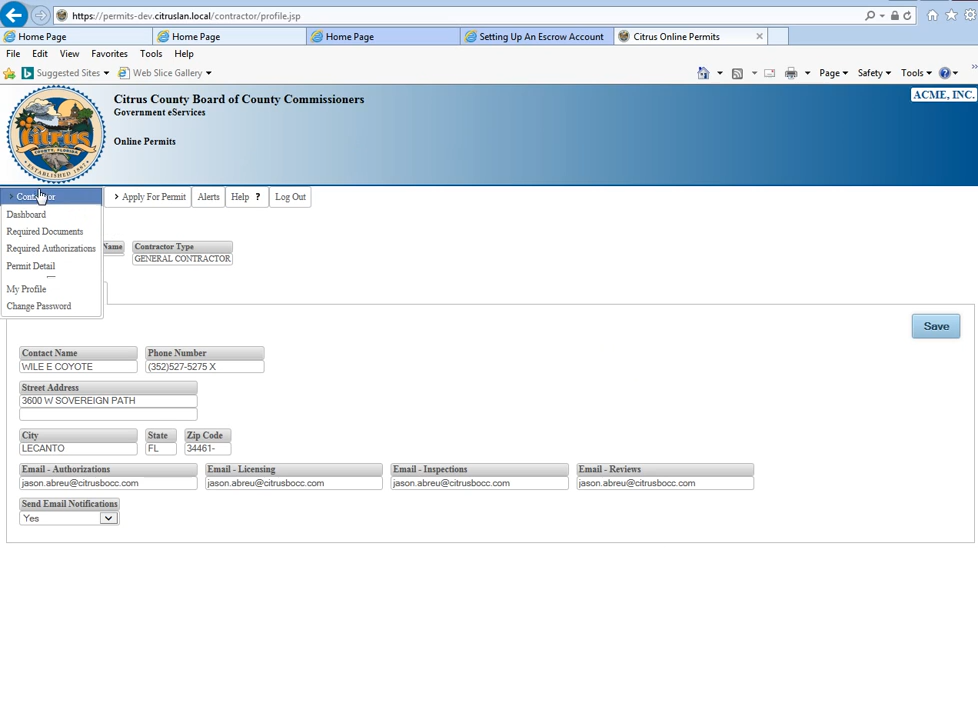 https://permits-dev.citruslan.local/contractor/profile.jsp
Home Page
Home Page
Home Page
Setting Up An Escrow Account
Citrus Online Permits
File Edit View Favorites Tools Help
Suggested Sites Web Slice Gallery
Page Safety Tools
Citrus County Board of County Commissioners
Government eServices
Online Permits
ACME, INC.
Citrus
COUNTY, FLORIDA
ESTABLISHED 1887
Apply For Permit Alerts Help ? Log Out
Dashboard
Required Documents
Required Authorizations
Permit Detail
My Profile
Change Password
Name
Contractor Type
GENERAL CONTRACTOR
Save
Contact Name Phone Number
WILE E COYOTE (352)527-5275 X
Street Address
3600 W SOVEREIGN PATH
City State Zip Code
LECANTO FL 34461-
Email - Authorizations Email - Licensing Email - Inspections Email - Reviews
jason.abreu@citrusbocc.com jason.abreu@citrusbocc.com jason.abreu@citrusbocc.com jason.abreu@citrusbocc.com
Send Email Notifications
Yes